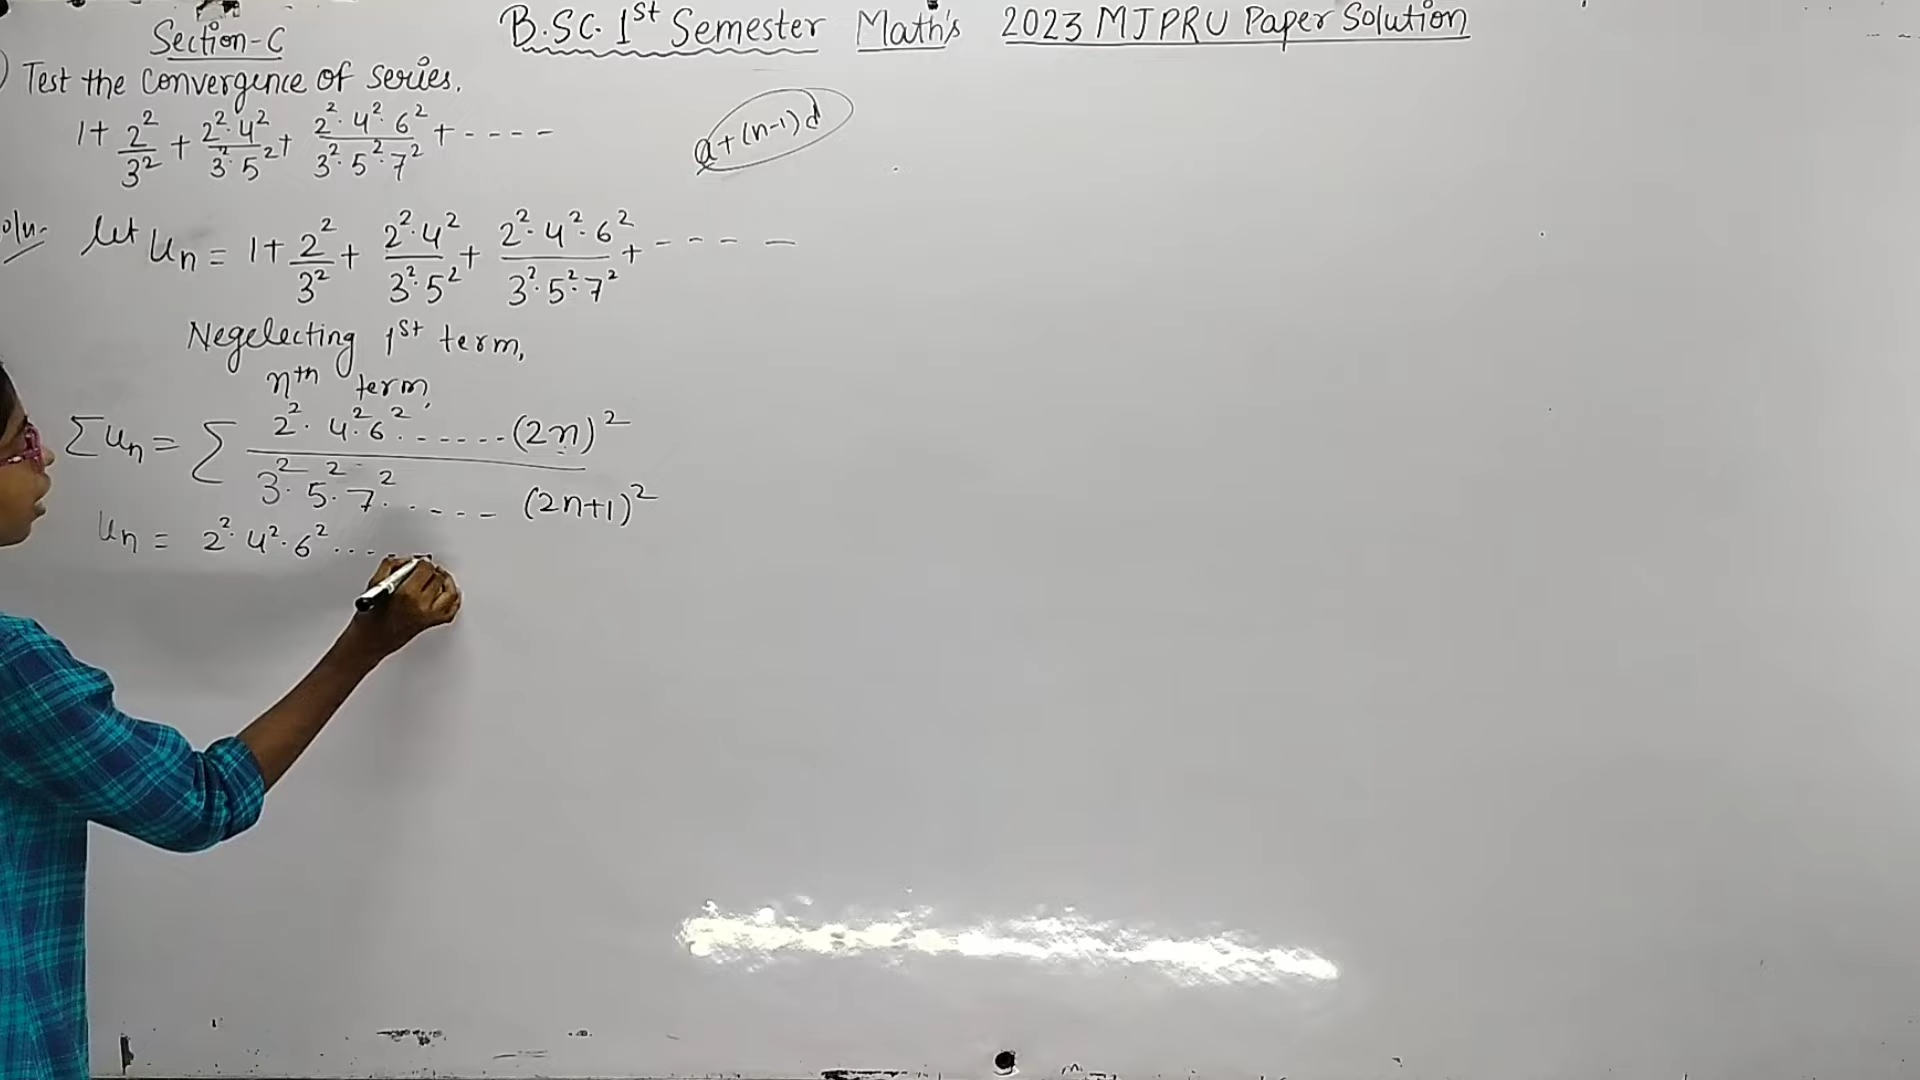 B.SC. 1st Semester Math's 2023 MJPRU Paper Solution
Section-C
) Test the Convergence of series.
1 + 2²/3² + 2²·4²/3²·5² + 2²·4²·6²/3²·5²·7² + ----
a+(n-1)d
Soln- let Un = 1 + 2²/3² + 2²·4²/3²·5² + 2²·4²·6²/3²·5²·7² + ----
Negelecting 1st term,
nth term,
∑Un = ∑ 2²·4²·6²·------(2n)²/3²·5²·7²·----- (2n+1)²
Un = 2²·4²·6²...